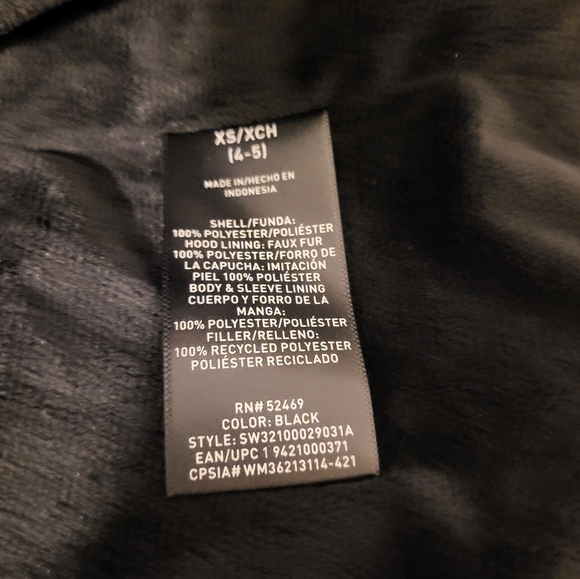 XS/XCH
(4-5)
MADE IN/HECHO EN
INDONESIA
SHELL/FUNDA:
100% POLYESTER/POLIÉSTER
HOOD LINING: FAUX FUR
100% POLYESTER/FORRO DE
LA CAPUCHA: IMITACIÓN
PIEL 100% POLIÉSTER
BODY & SLEEVE LINING
CUERPO Y FORRO DE LA
MANGA:
100% POLYESTER/POLIÉSTER
FILLER/RELLENO:
100% RECYCLED POLYESTER
POLIÉSTER RECICLADO
RN# 52469
COLOR: BLACK
STYLE: SW32100029031A
EAN/UPC 1 9421000371
CPSIA# WM36213114-421